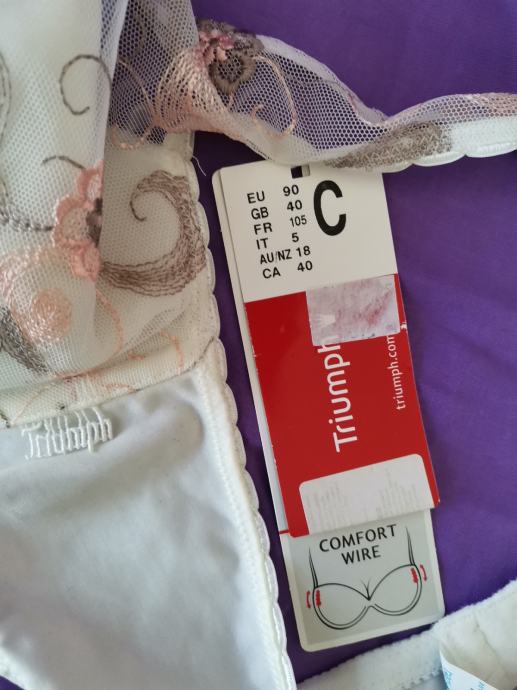 EU 90
GB 40
FR 105
IT 5
AU/NZ 18
CA 40
C
Triumph
triumph.com
COMFORT
WIRE
Triumph